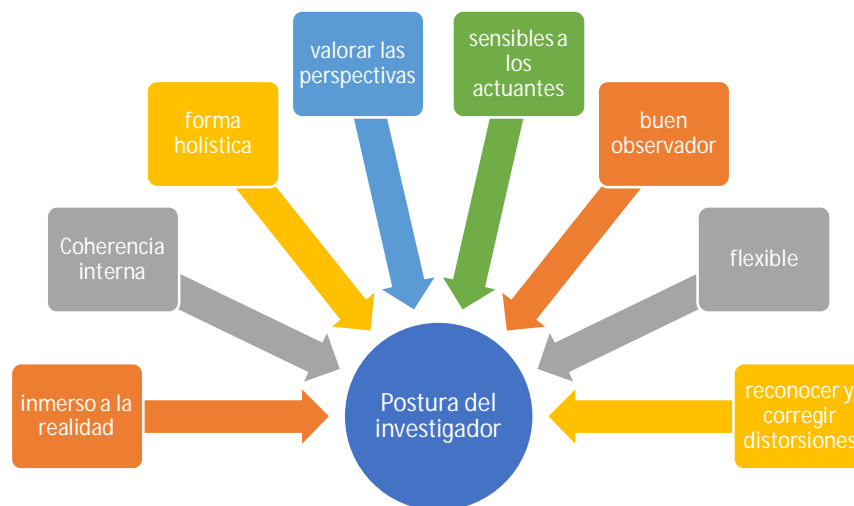 valorar las
perspectivas
sensibles a
los
actuantes
forma
holística
buen
observador
Coherencia
interna
flexible
inmerso a la
realidad
Postura del
investigador
reconocer y
corregir
distorsiones